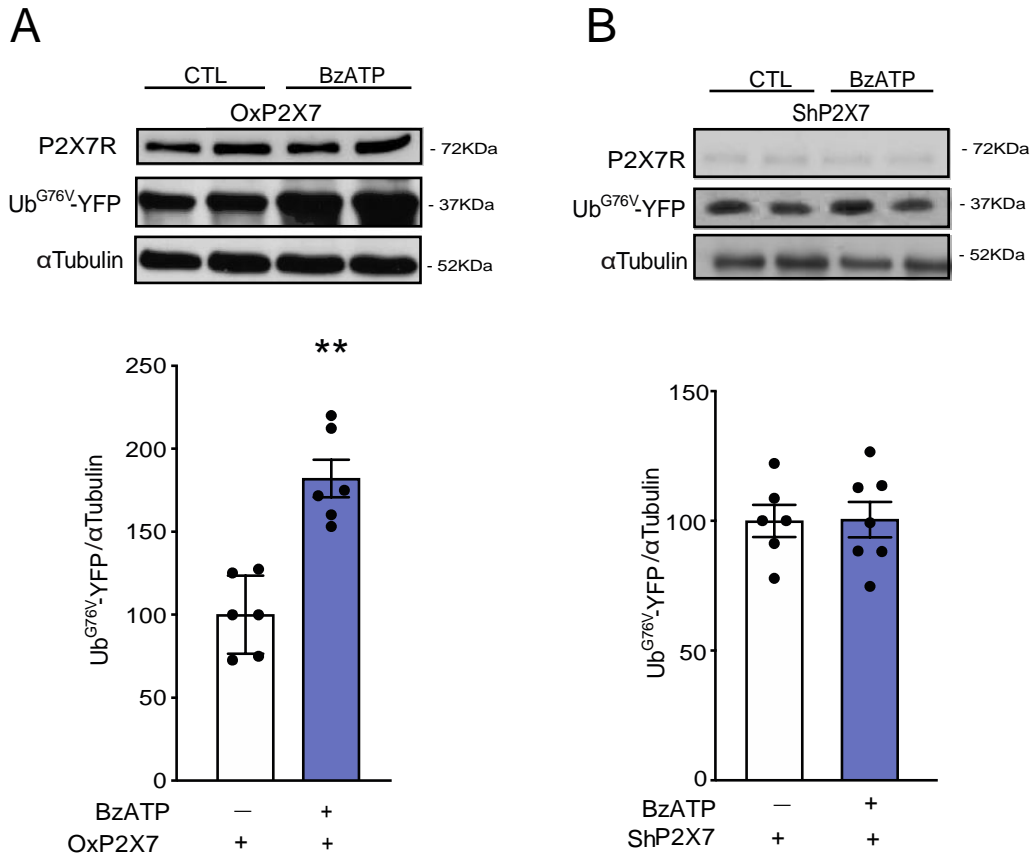 A
CTL BzATP
OxP2X7
P2X7R - 72KDa
Ub^G76V-YFP - 37KDa
αTubulin - 52KDa
**
250
200
150
100
50
0
Ub^G76V-YFP/αTubulin
BzATP — +
OxP2X7 + +
B
CTL BzATP
ShP2X7
P2X7R - 72KDa
Ub^G76V-YFP - 37KDa
αTubulin - 52KDa
150
100
50
0
Ub^G76V-YFP/αTubulin
BzATP — +
ShP2X7 + +